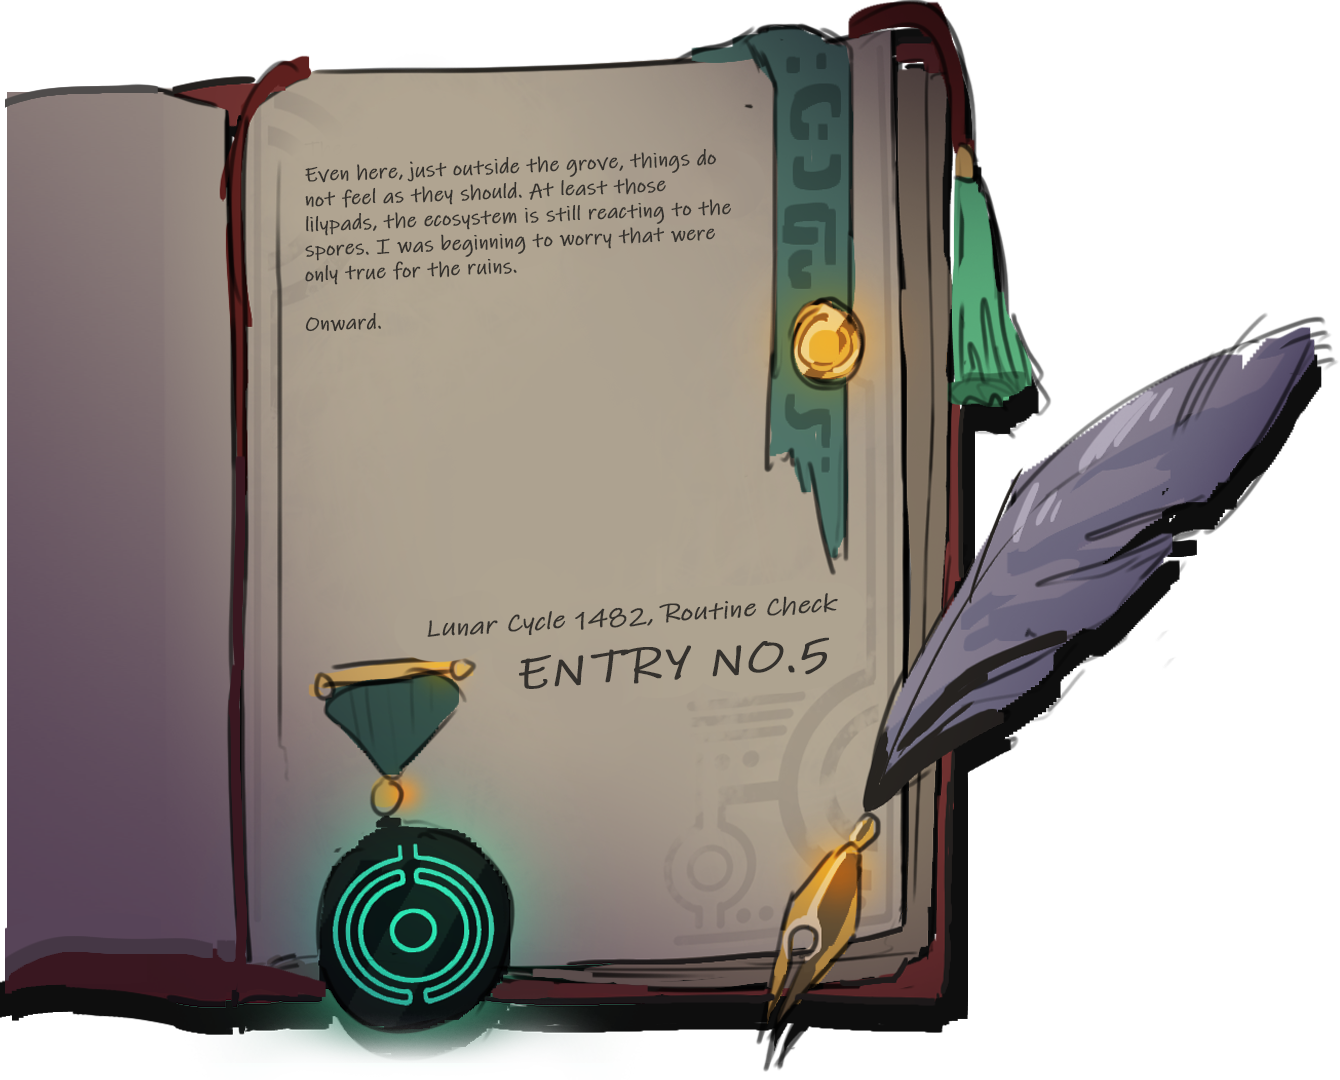 Even here, just outside the grove, things do
not feel as they should. At least those
lilypads, the ecosystem is still reacting to the
spores. I was beginning to worry that were
only true for the ruins.
Onward.
Lunar Cycle 1482, Routine Check
ENTRY NO.5